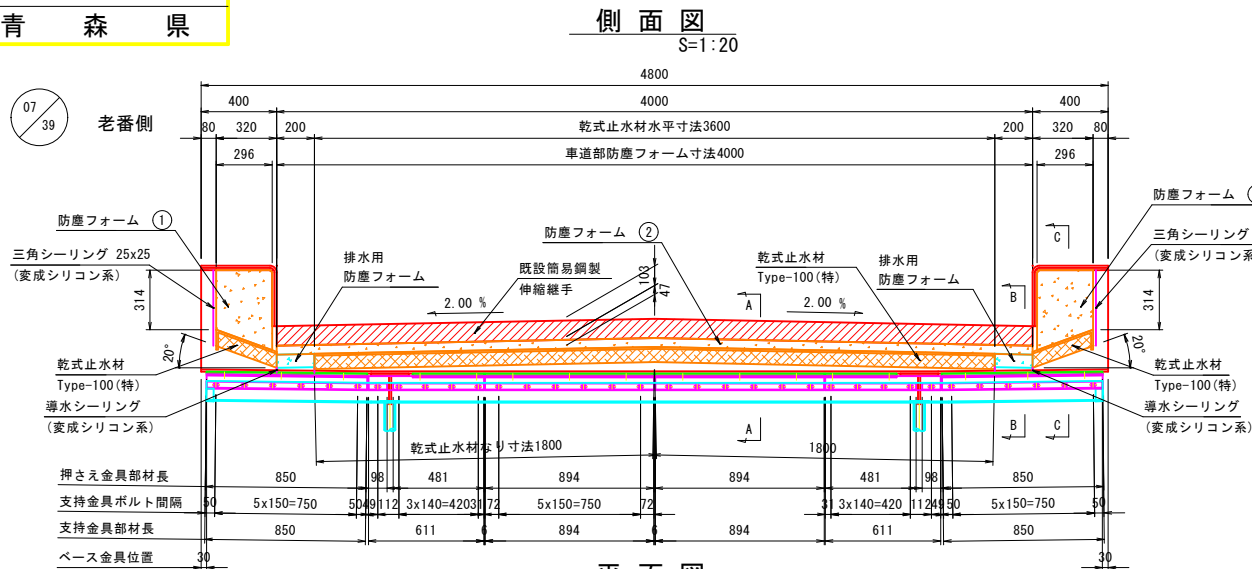 青 森 県
側 面 図
S=1:20
4800
400 4000 400
80 320 200 乾式止水材水平寸法3600 200 320 80
296 車道部防塵フォーム寸法4000 296
07
39
老番側
防塵フォーム ①
三角シーリング 25x25
(変成シリコン系)
排水用
防塵フォーム
防塵フォーム ②
既設簡易鋼製
伸縮継手
103
47
乾式止水材
Type-100(特)
排水用
防塵フォーム
防塵フォーム
三角シーリング
(変成シリコン系
2.00 %
2.00 %
A
B
C
314
314
20°
20°
乾式止水材
Type-100(特)
導水シーリング
(変成シリコン系)
乾式止水材
Type-100(特)
導水シーリング
(変成シリコン系)
A
B
C
乾式止水材なり寸法1800
1800
押さえ金具部材長 850 98 481 894 894 481 98 850
支持金具ボルト間隔 50 5x150=750 50 49 112 3x140=420 31 72 5x150=750 72 31 3x140=420 112 49 50 5x150=750 50
支持金具部材長 850 611 6 894 6 894 611 850
ベース金具位置 30 30
平 面 図